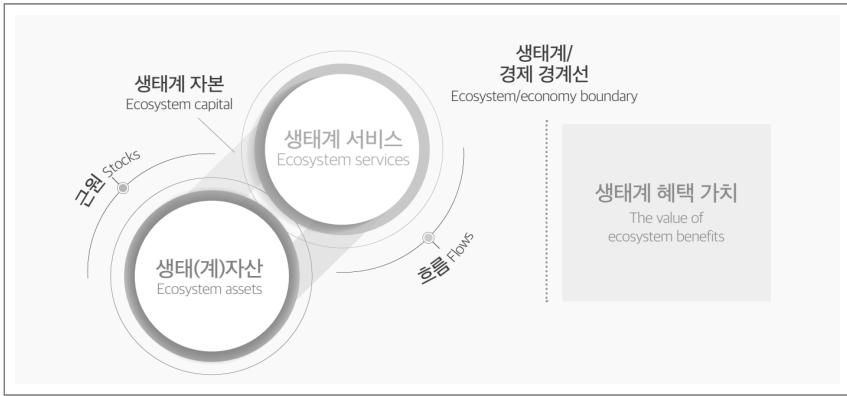 생태계 자본
Ecosystem capital
생태계/
경제 경계선
Ecosystem/economy boundary
생태계 서비스
Ecosystem services
근원 Stocks
생태(계)자산
Ecosystem assets
흐름 Flows
생태계 혜택 가치
The value of
ecosystem benefits